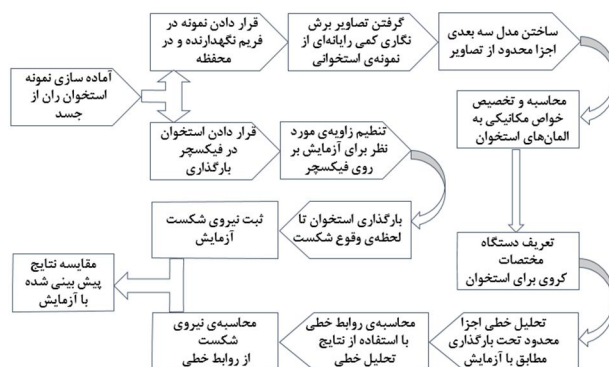 آماده سازی نمونه
استخوان ران از
جسد
قرار دادن نمونه در
فریم نگهدارنده و در
محفظه
گرفتن تصاویر برش
نگاری کمی رایانه‌ای از
نمونه‌ی استخوانی
ساختن مدل سه بعدی
اجزا محدود از تصاویر
محاسبه و تخصیص
خواص مکانیکی به
المان‌های استخوان
تعریف دستگاه
مختصات
کروی برای استخوان
تحلیل خطی اجزا
محدود تحت بارگذاری
مطابق با آزمایش
محاسبه‌ی روابط خطی
با استفاده از نتایج
تحلیل خطی
محاسبه‌ی نیروی
شکست
از روابط خطی
قرار دادن استخوان
در فیکسچر
بارگذاری
تنظیم زاویه‌ی مورد
نظر برای آزمایش بر
روی فیکسچر
بارگذاری استخوان تا
لحظه‌ی وقوع شکست
ثبت نیروی شکست
آزمایش
مقایسه نتایج
پیش بینی شده
با آزمایش